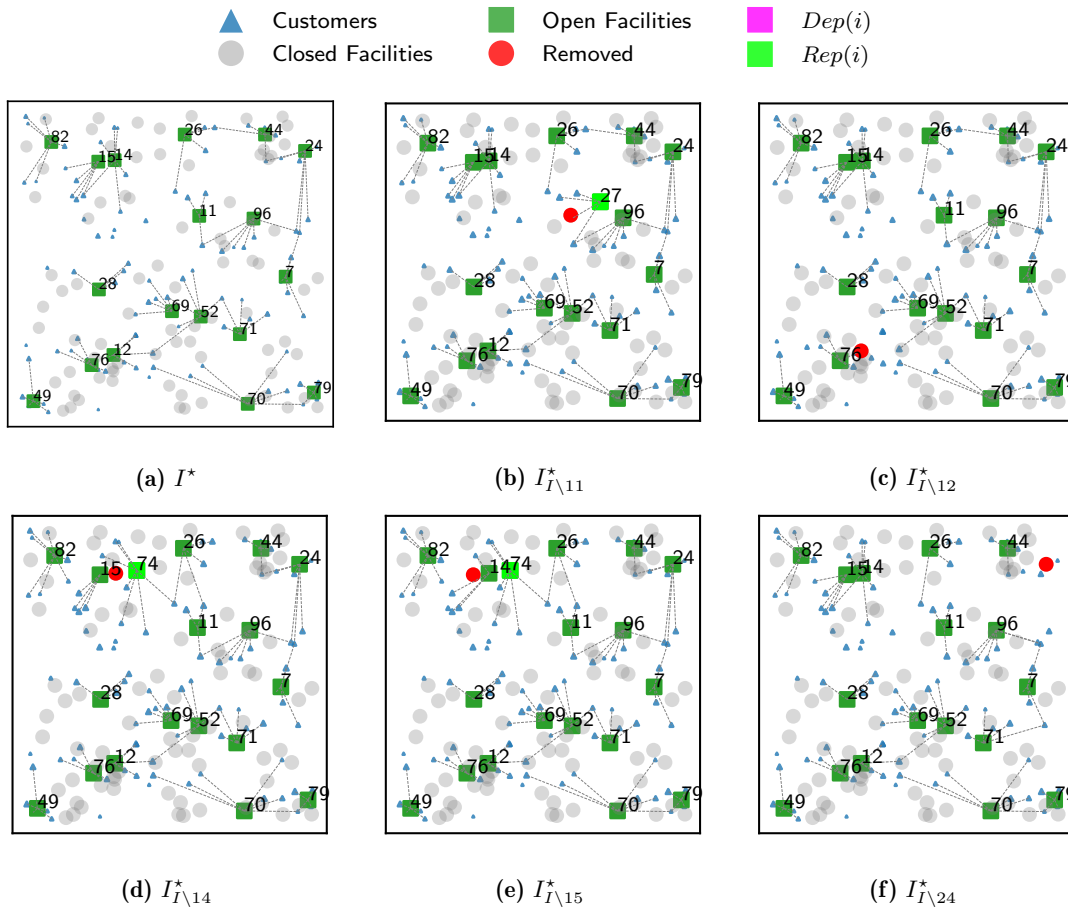 Customers Open Facilities Dep(i)
Closed Facilities Removed Rep(i)
82 26 44 24
15 14
11 96
28 7
69 52
71
12
76
49 70 79
(a) I⋆
82 26 44 24
15 14
27
96
28 7
69 52
71
12
76
49 70 79
(b) I⋆I\11
82 26 44 24
15 14
11 96
28 7
69 52
71
76
49 70 79
(c) I⋆I\12
82 26 44 24
15 74
11 96
28 7
69 52
71
12
76
49 70 79
(d) I⋆I\14
82 26 44 24
14 74
11 96
28 7
69 52
71
12
76
49 70 79
(e) I⋆I\15
82 26 44
15 14
11 96
28 7
69 52
71
12
76
49 70 79
(f) I⋆I\24